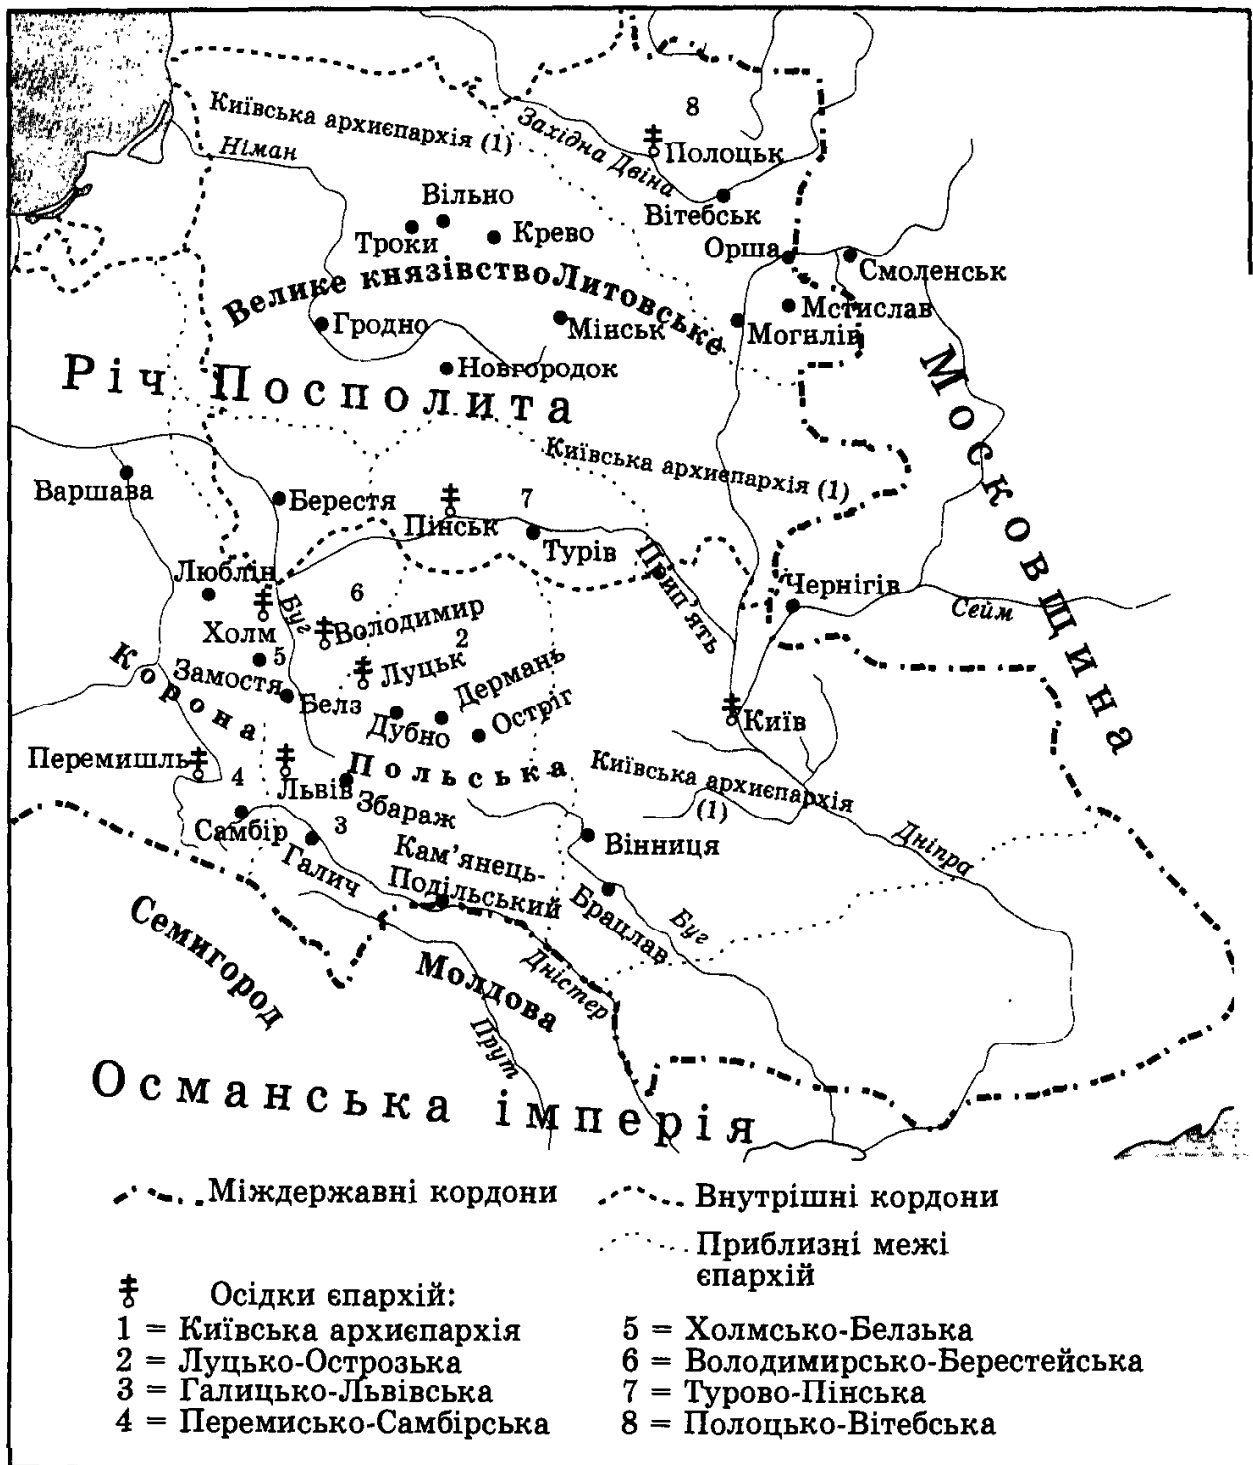 Київська архиєпархія (1)
8
Західна Двіна
Німан
Полоцьк
Вільно
Вітебськ
Троки
Крево
Орша
Смоленськ
Велике князівство Литовське
Мстислав
Гродно
Мінськ
Могнлів
Московщина
Новгородок
Річ Посполита
Київська архиєпархія (1)
Варшава
Берестя
7
Пінськ
Турів
Прип'ять
Люблін
Чернігів
Сейм
Буг
6
Володимир
Холм
2
5
Луцьк
Замостя
Дермань
Корона
Белз
Дубно
Остріг
Київ
Перемишль
Польська
Київська архиєпархія
(1)
4
Львів
Збараж
Самбір
3
Дніпра
Галич
Вінниця
Кам'янець-
Подільський
Брацлав
Буг
Семигород
Молдова
Дністер
Прут
Османська імперія
Міждержавні кордони
Внутрішні кордони
Приблизні межі
єпархій
Осідки єпархій:
1 = Київська архиєпархія
2 = Луцько-Острозька
3 = Галицько-Львівська
4 = Перемисько-Самбірська
5 = Холмсько-Белзька
6 = Володимирсько-Берестейська
7 = Турово-Пінська
8 = Полоцько-Вітебська